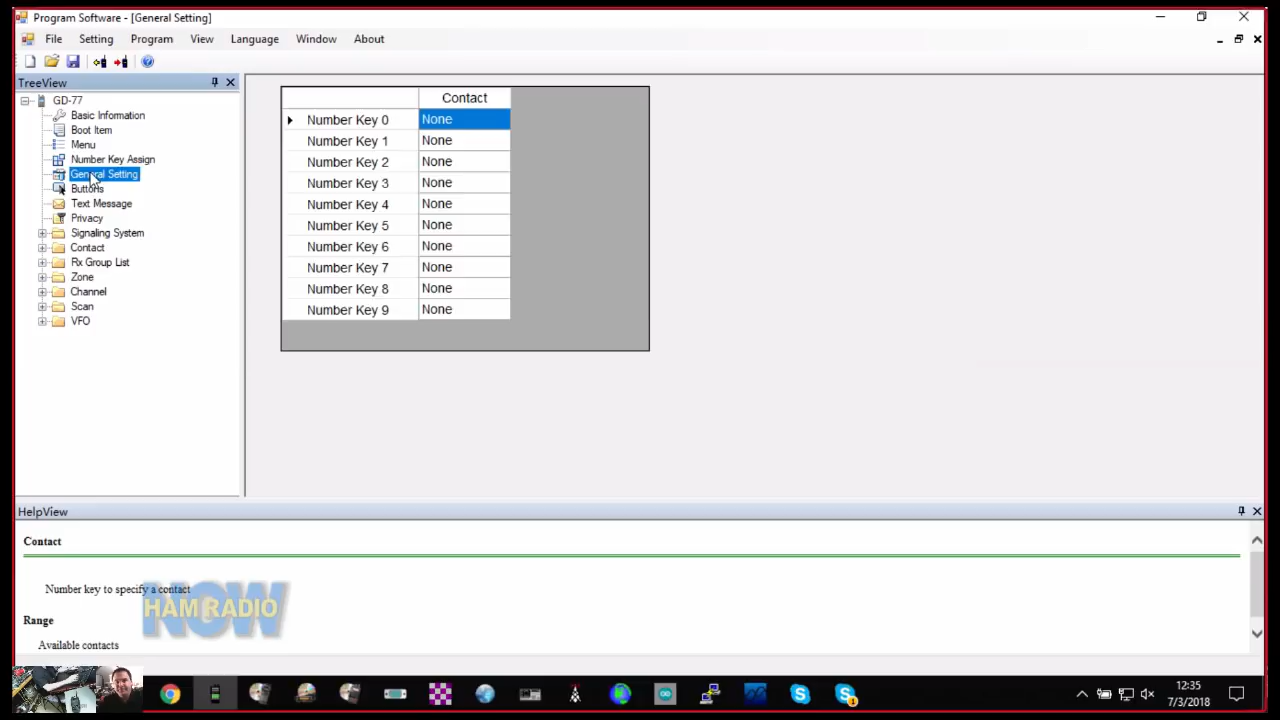 Program Software - [General Setting]
File Setting Program View Language Window About
TreeView
GD-77
Basic Information
Boot Item
Menu
Number Key Assign
General Setting
Buttons
Text Message
Privacy
Signaling System
Contact
Rx Group List
Zone
Channel
Scan
VFO
Contact
Number Key 0 None
Number Key 1 None
Number Key 2 None
Number Key 3 None
Number Key 4 None
Number Key 5 None
Number Key 6 None
Number Key 7 None
Number Key 8 None
Number Key 9 None
HelpView
Contact
Number key to specify a contact
NOW
HAM RADIO
Range
Available contacts
12:35
7/3/2018